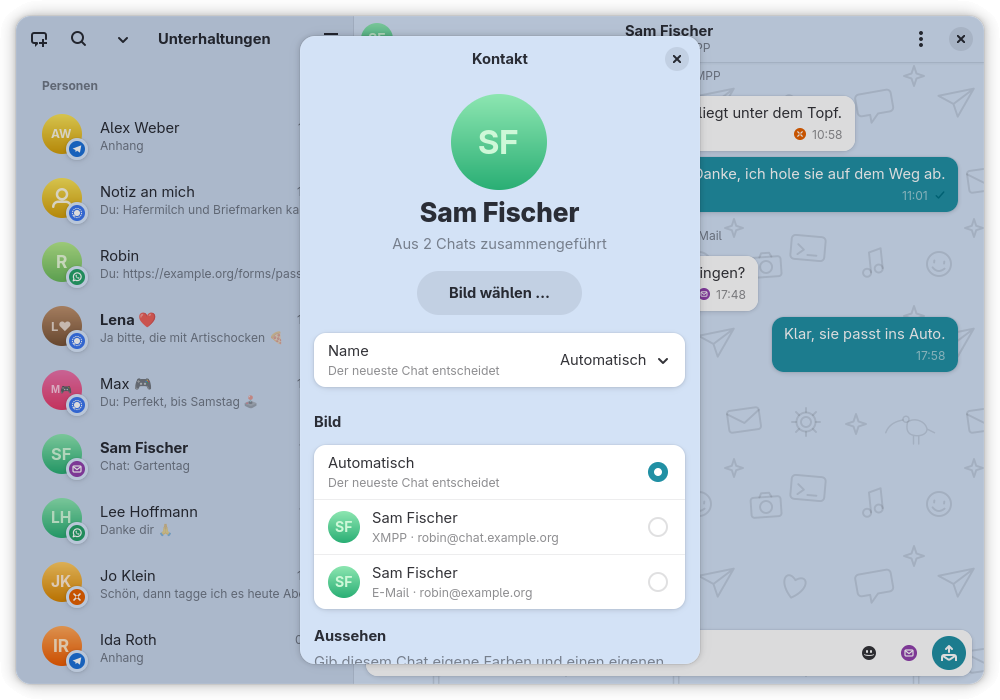 Unterhaltungen
Personen
AW
Alex Weber
Anhang
Notiz an mich
Du: Hafermilch und Briefmarken ka
R
Robin
Du: https://example.org/forms/pass
L❤
Lena ❤️
Ja bitte, die mit Artischocken 🍕
M🎮
Max 🎮
Du: Perfekt, bis Samstag 🕹️
SF
Sam Fischer
Chat: Gartentag
LH
Lee Hoffmann
Danke dir 🙏
JK
Jo Klein
Schön, dann tagge ich es heute Abe
IR
Ida Roth
Anhang
Sam Fischer
liegt unter dem Topf.
10:58
Danke, ich hole sie auf dem Weg ab.
11:01
Mail
ingen?
17:48
Klar, sie passt ins Auto.
17:58
Kontakt
SF
Sam Fischer
Aus 2 Chats zusammengeführt
Bild wählen …
Name
Der neueste Chat entscheidet
Automatisch
Bild
Automatisch
Der neueste Chat entscheidet
SF
Sam Fischer
XMPP · robin@chat.example.org
SF
Sam Fischer
E-Mail · robin@example.org
Aussehen
Gib diesem Chat eigene Farben und einen eigenen